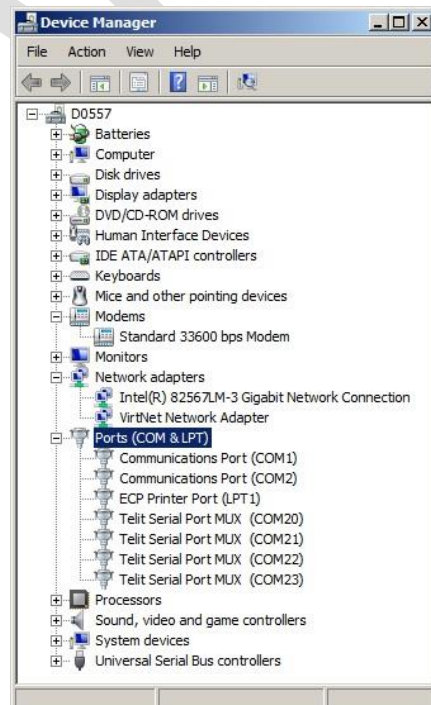 Device Manager
File Action View Help
D0557
Batteries
Computer
Disk drives
Display adapters
DVD/CD-ROM drives
Human Interface Devices
IDE ATA/ATAPI controllers
Keyboards
Mice and other pointing devices
Modems
Standard 33600 bps Modem
Monitors
Network adapters
Intel(R) 82567LM-3 Gigabit Network Connection
VirtNet Network Adapter
Ports (COM & LPT)
Communications Port (COM1)
Communications Port (COM2)
ECP Printer Port (LPT1)
Telit Serial Port MUX (COM20)
Telit Serial Port MUX (COM21)
Telit Serial Port MUX (COM22)
Telit Serial Port MUX (COM23)
Processors
Sound, video and game controllers
System devices
Universal Serial Bus controllers